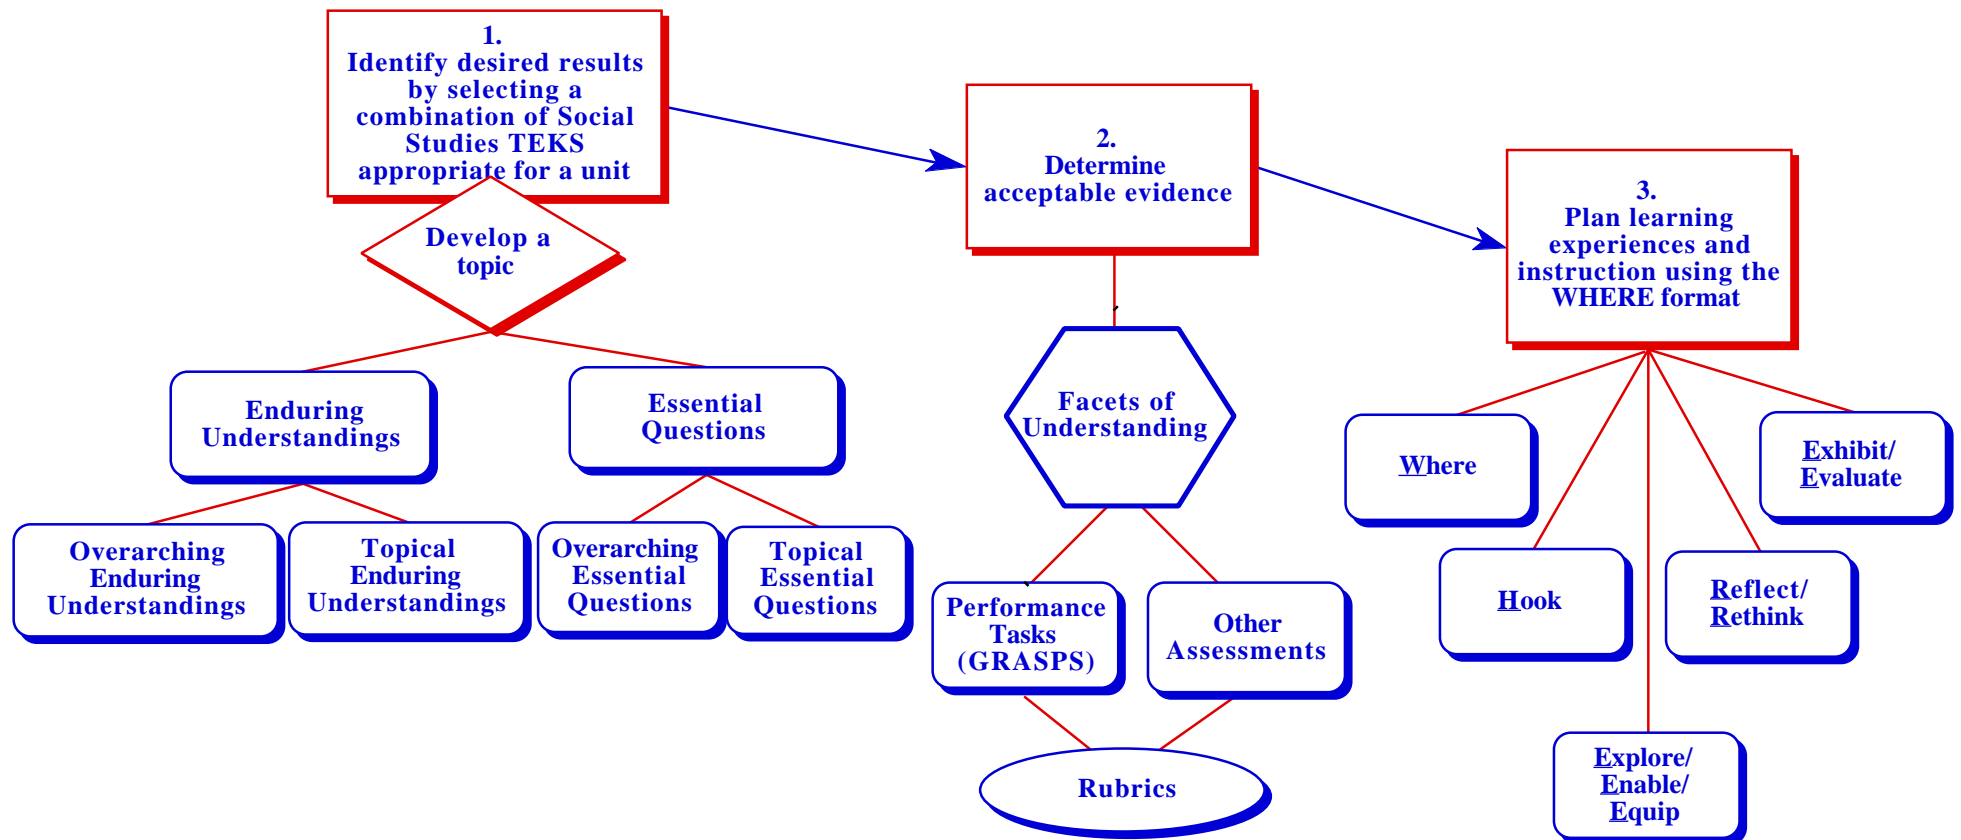 1.
Identify desired results
by selecting a
combination of Social
Studies TEKS
appropriate for a unit
Develop a
topic
Enduring
Understandings
Essential
Questions
Overarching
Enduring
Understandings
Topical
Enduring
Understandings
Overarching
Essential
Questions
Topical
Essential
Questions
2.
Determine
acceptable evidence
Facets of
Understanding
Performance
Tasks
(GRASPS)
Other
Assessments
Rubrics
3.
Plan learning
experiences and
instruction using the
WHERE format
Where
Hook
Explore/
Enable/
Equip
Reflect/
Rethink
Exhibit/
Evaluate